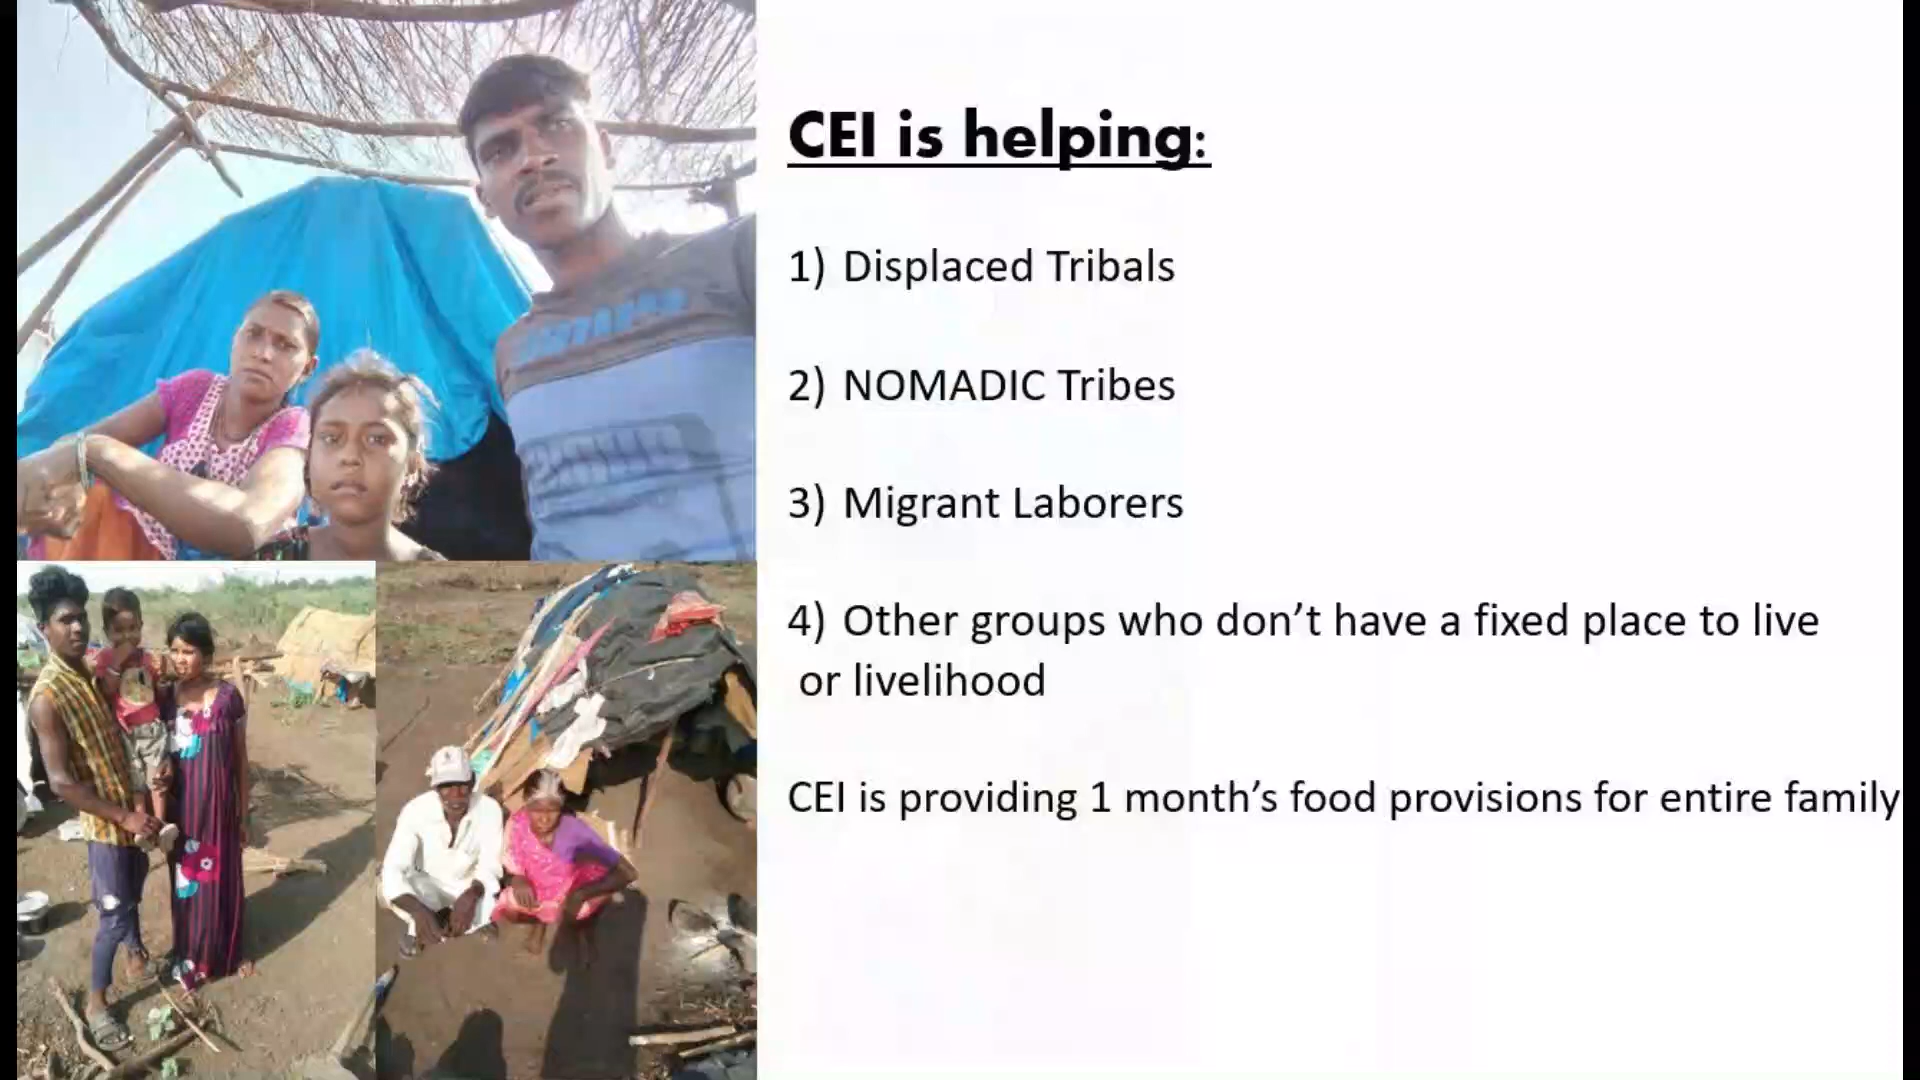 CEI is helping:
1) Displaced Tribals
2) NOMADIC Tribes
3) Migrant Laborers
4) Other groups who don’t have a fixed place to live
or livelihood
CEI is providing 1 month’s food provisions for entire family